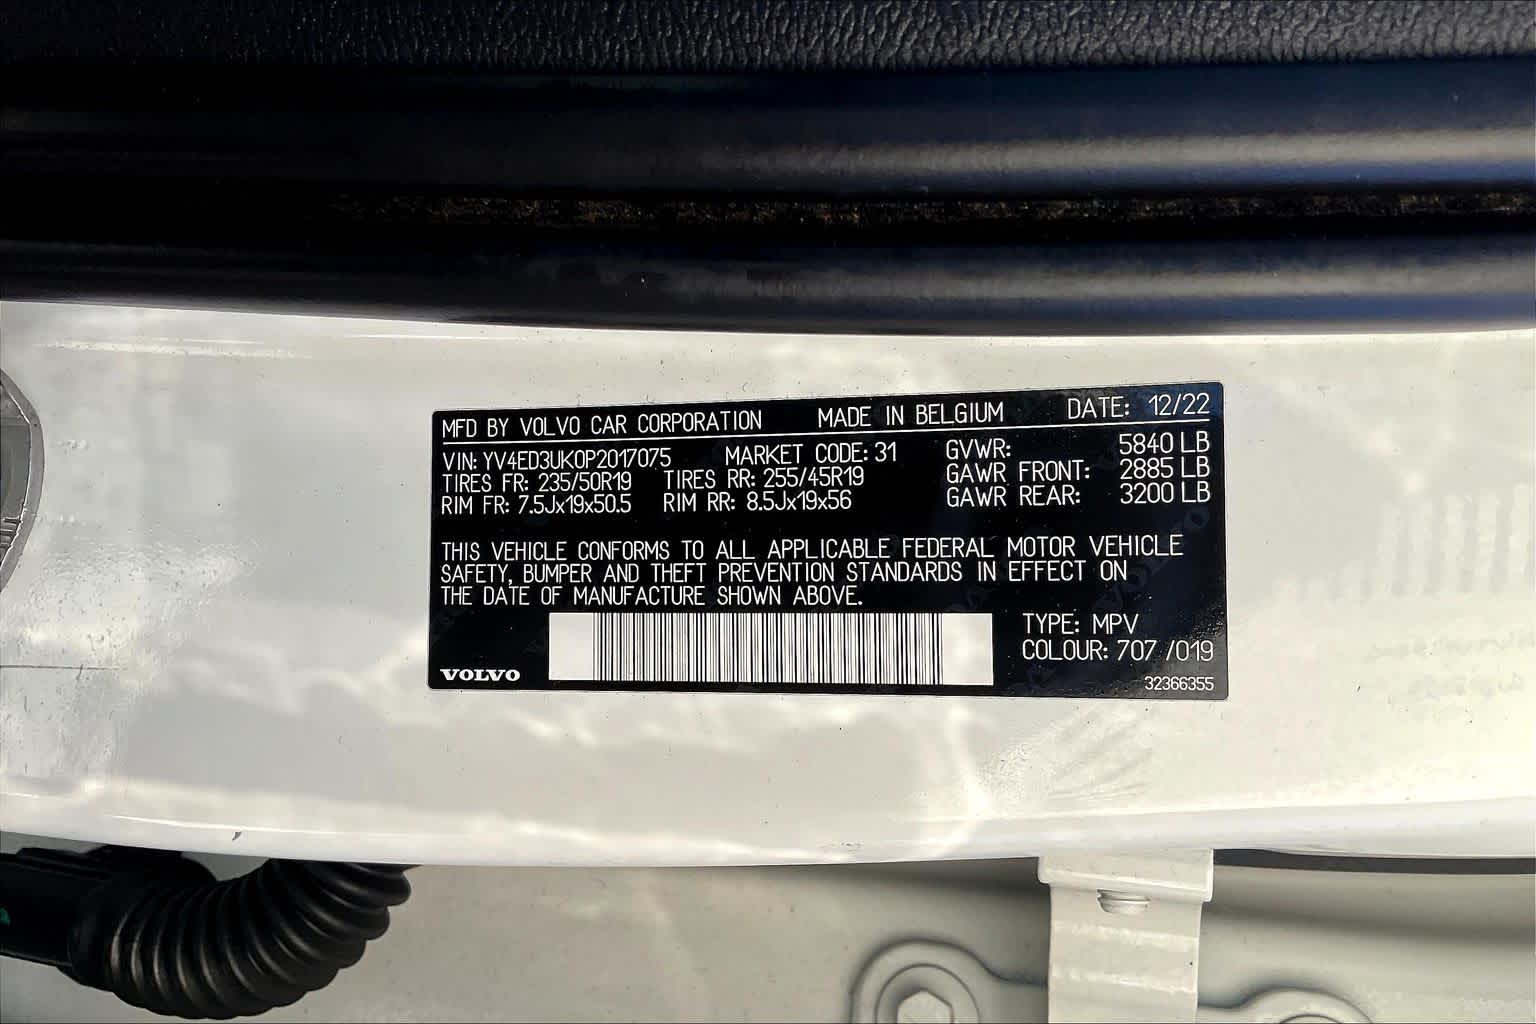 MFD BY VOLVO CAR CORPORATION MADE IN BELGIUM DATE: 12/22
VIN: YV4ED3UK0P2017075 MARKET CODE: 31 GVWR: 5840 LB
TIRES FR: 235/50R19 TIRES RR: 255/45R19 GAWR FRONT: 2885 LB
RIM FR: 7.5Jx19x50.5 RIM RR: 8.5Jx19x56 GAWR REAR: 3200 LB
THIS VEHICLE CONFORMS TO ALL APPLICABLE FEDERAL MOTOR VEHICLE
SAFETY, BUMPER AND THEFT PREVENTION STANDARDS IN EFFECT ON
THE DATE OF MANUFACTURE SHOWN ABOVE.
TYPE: MPV
COLOUR: 707 /019
VOLVO
32366355